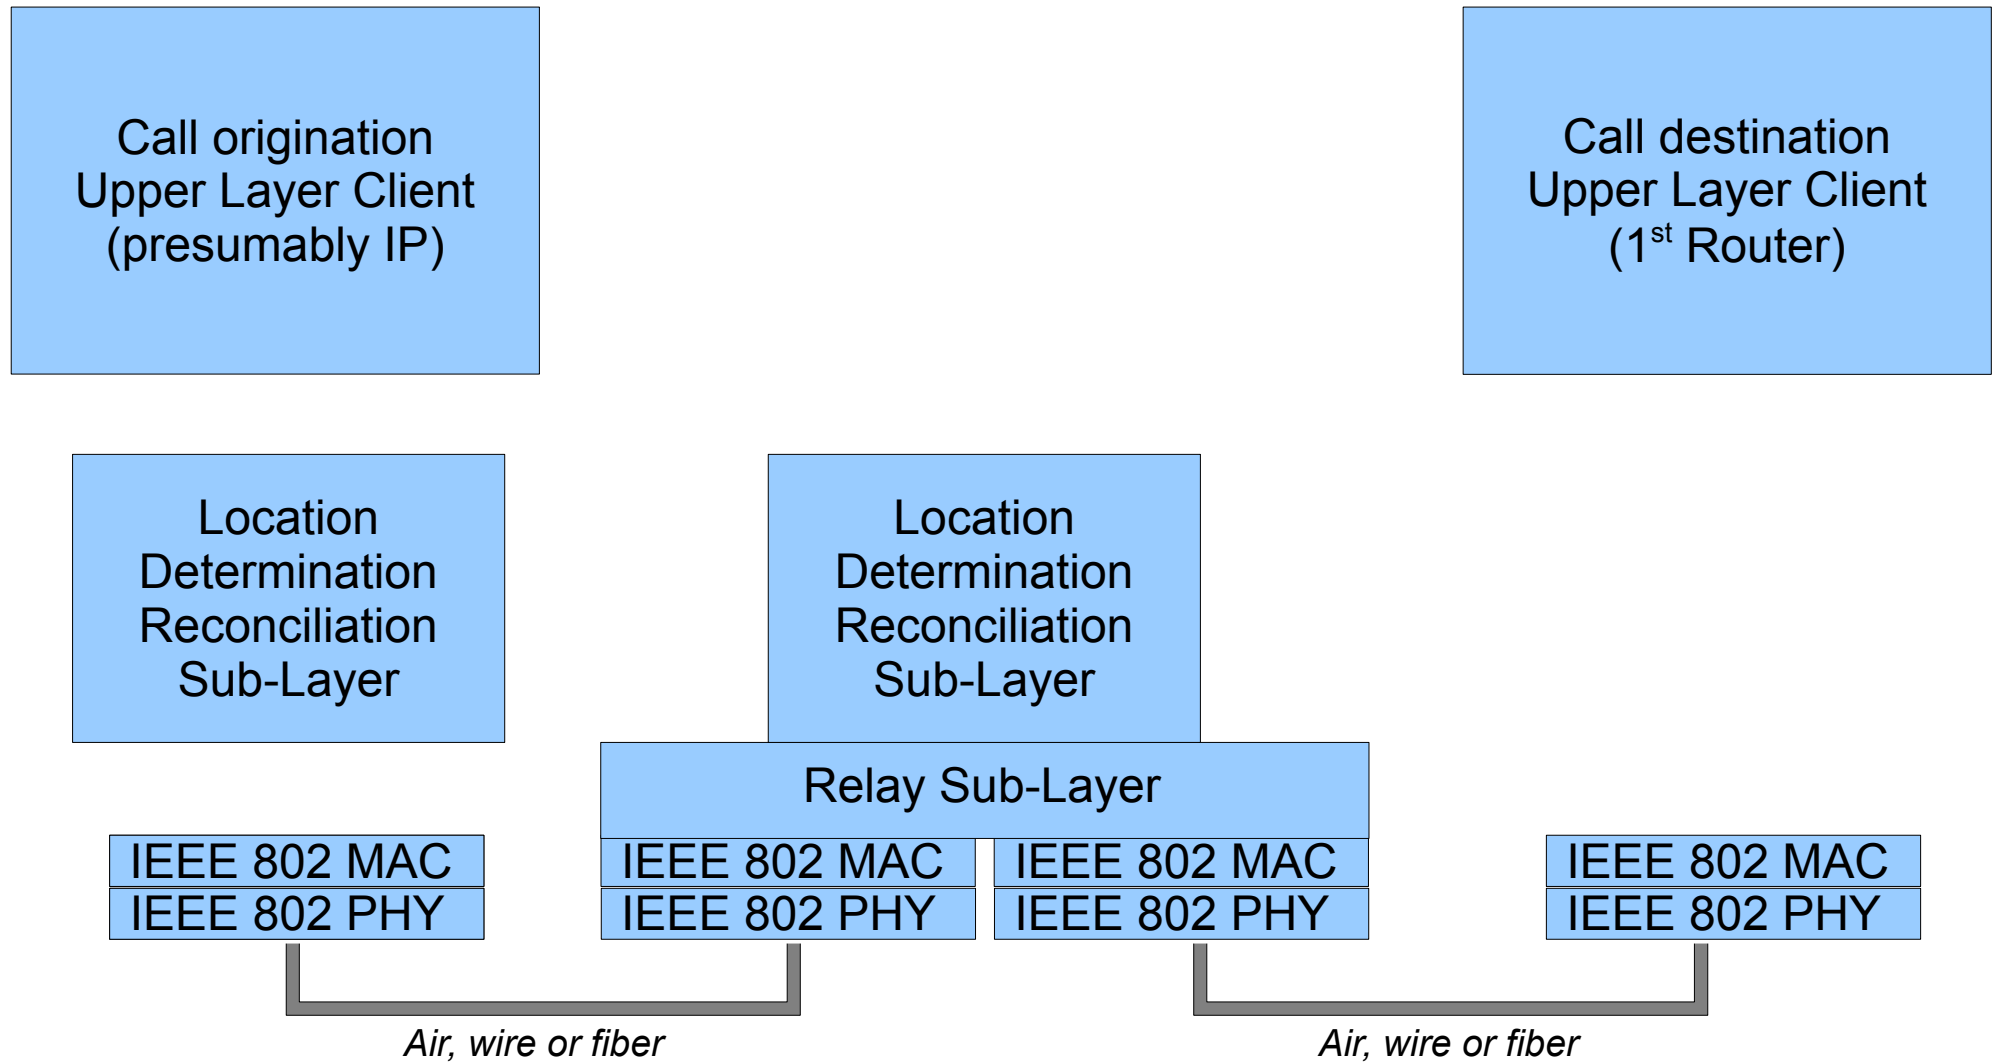 Call origination
Upper Layer Client
(presumably IP)
Call destination
Upper Layer Client
(1st Router)
Location
Determination
Reconciliation
Sub-Layer
Location
Determination
Reconciliation
Sub-Layer
Relay Sub-Layer
IEEE 802 MAC
IEEE 802 PHY
IEEE 802 MAC
IEEE 802 PHY
IEEE 802 MAC
IEEE 802 PHY
IEEE 802 MAC
IEEE 802 PHY
Air, wire or fiber
Air, wire or fiber